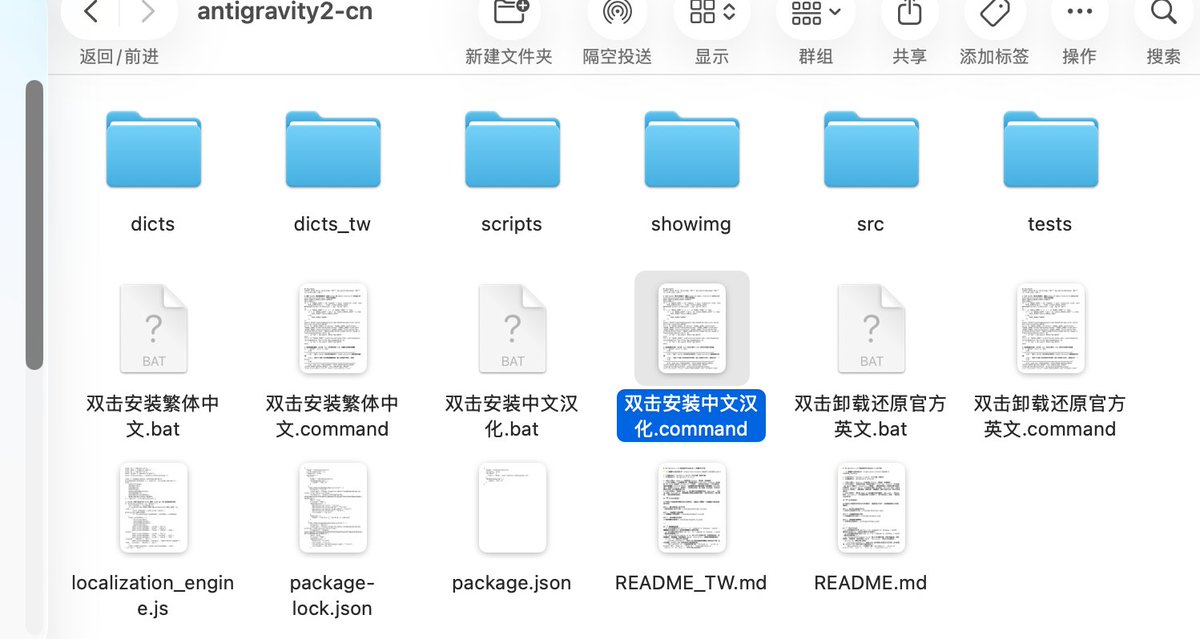 antigravity2-cn
返回/前进
新建文件夹
隔空投送
显示
群组
共享
添加标签
操作
搜索
dicts
dicts_tw
scripts
showimg
src
tests
BAT
双击安装繁体中
文.bat
双击安装繁体中
文.command
BAT
双击安装中文汉
化.bat
双击安装中文汉
化.command
BAT
双击卸载还原官方
英文.bat
双击卸载还原官方
英文.command
localization_engin
e.js
package-
lock.json
package.json
README_TW.md
README.md